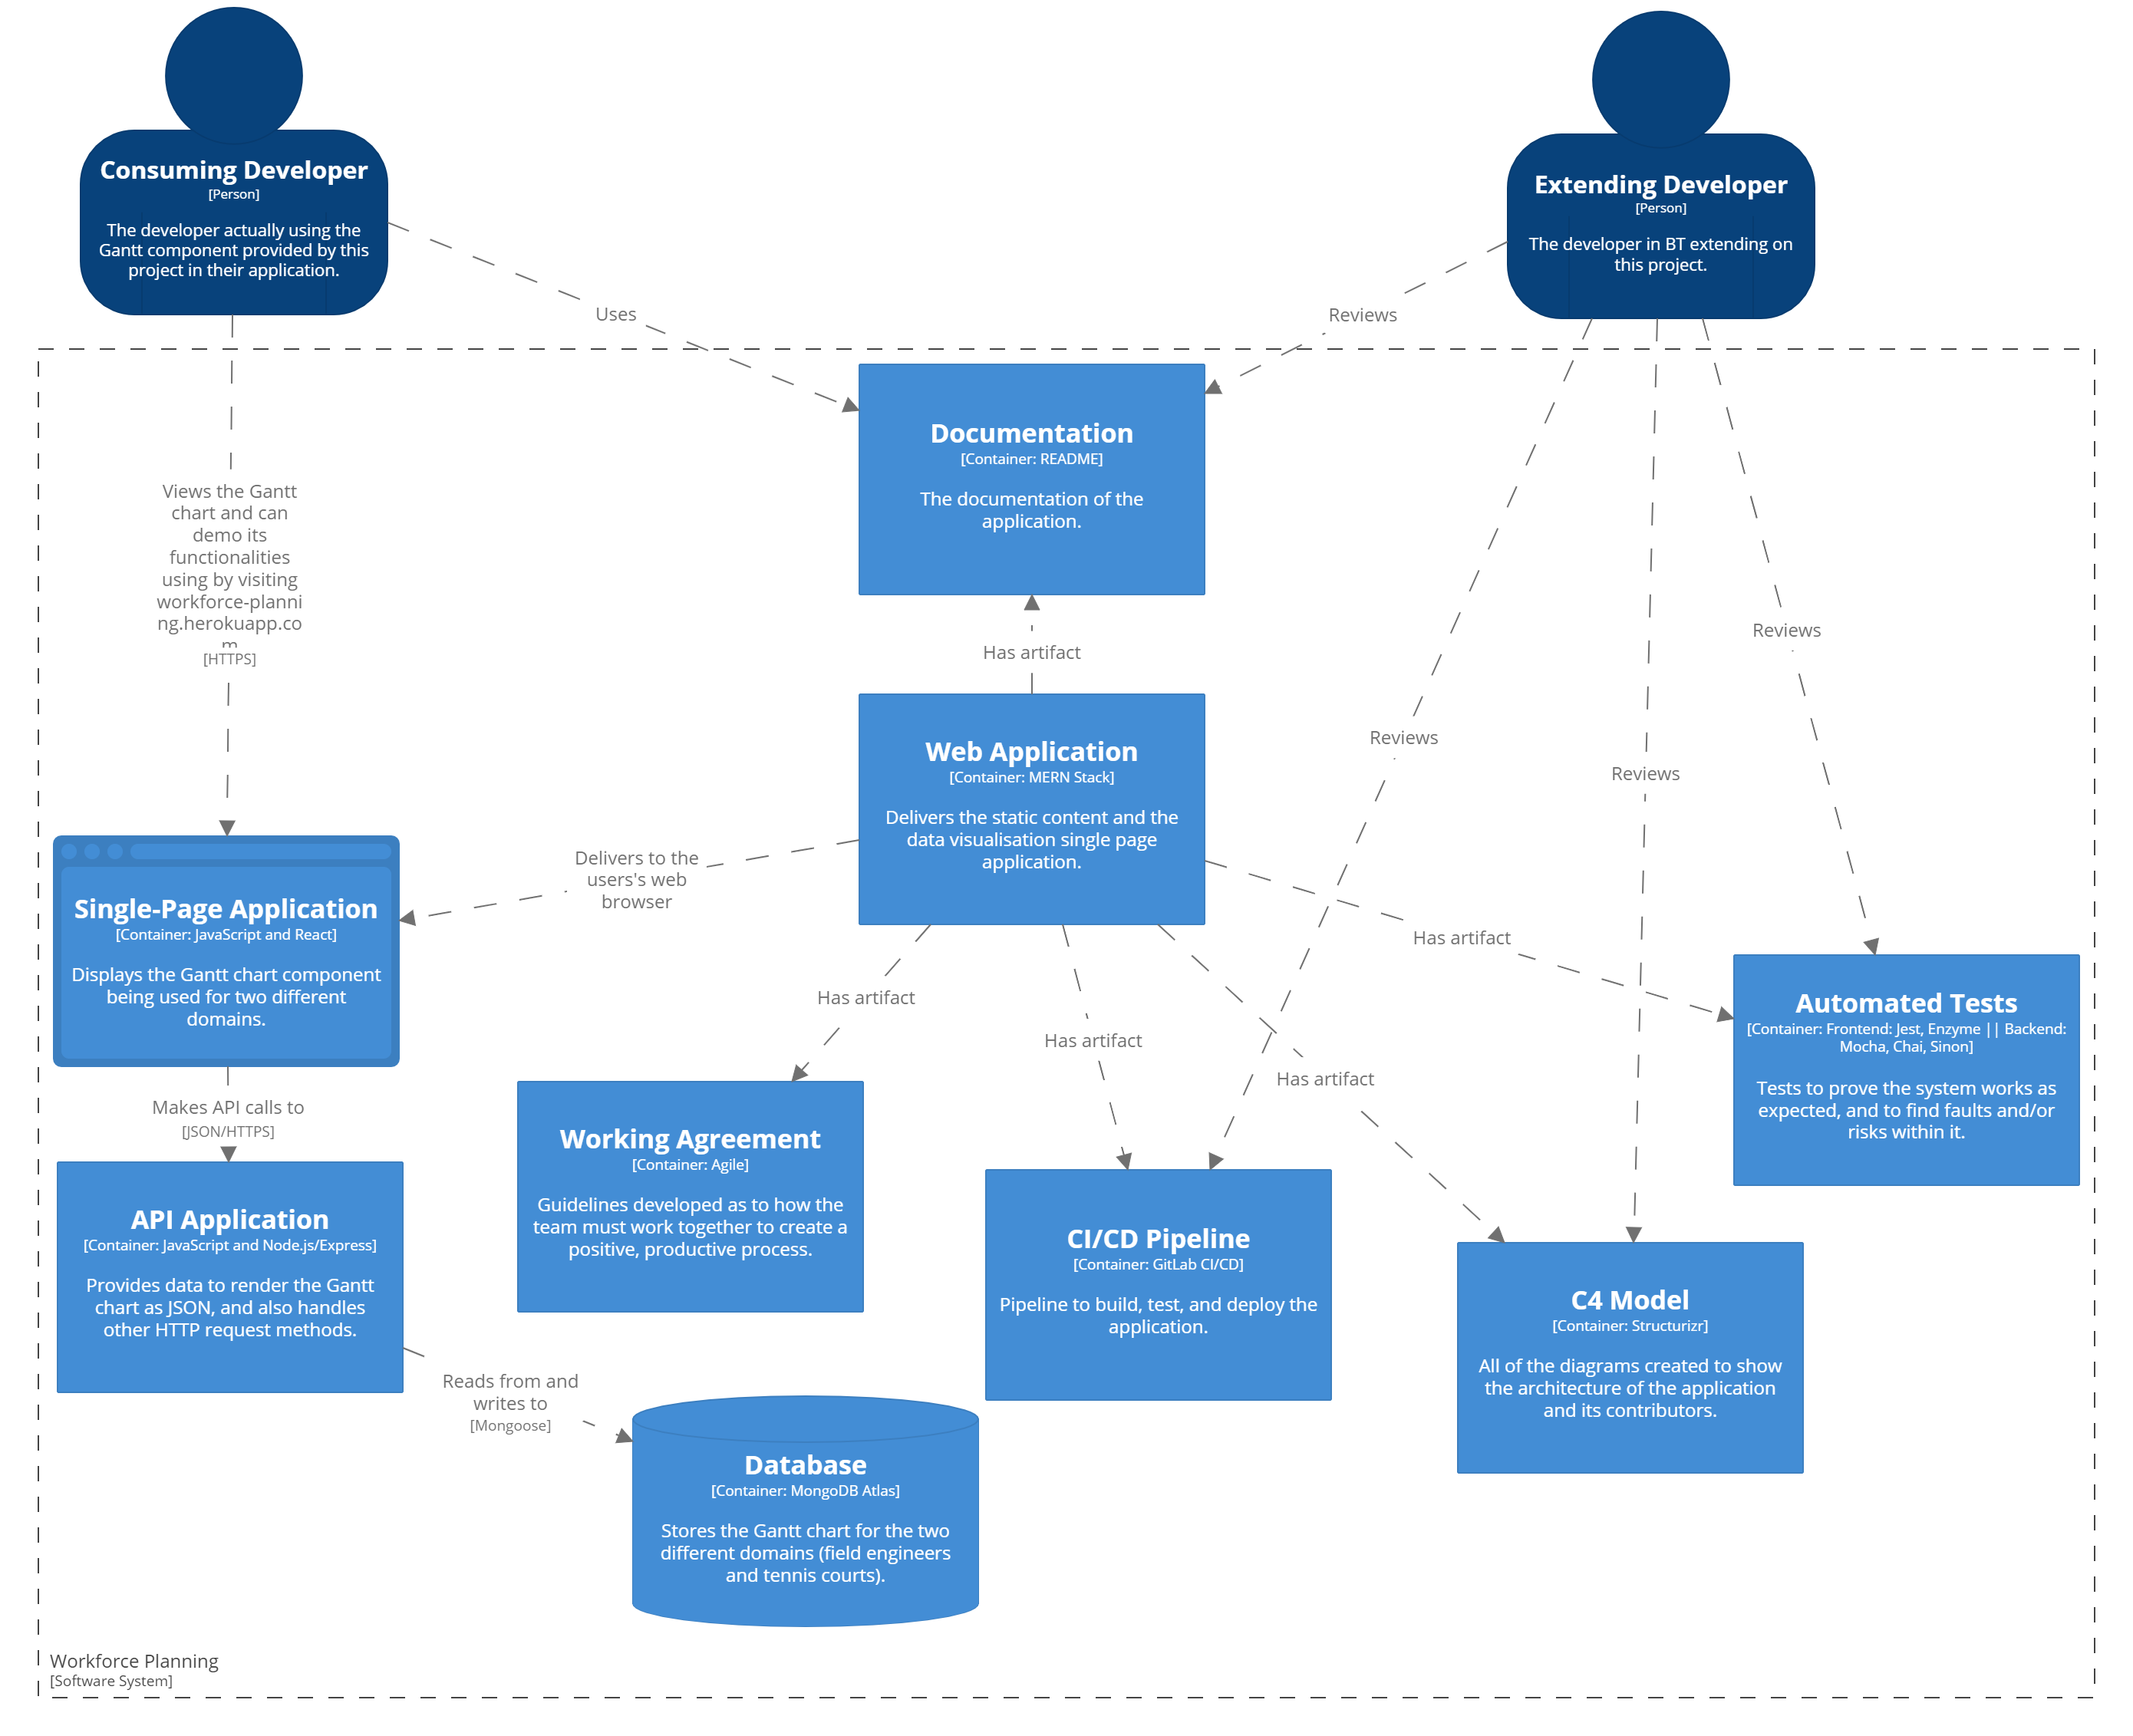 Consuming Developer
[Person]
The developer actually using the
Gantt component provided by this
project in their application.
Extending Developer
[Person]
The developer in BT extending on
this project.
Uses
Reviews
Documentation
[Container: README]
The documentation of the
application.
Views the Gantt
chart and can
demo its
functionalities
using by visiting
workforce-planni
ng.herokuapp.co
m
[HTTPS]
Has artifact
Reviews
Reviews
Reviews
Web Application
[Container: MERN Stack]
Delivers the static content and the
data visualisation single page
application.
Delivers to the
users's web
browser
Single-Page Application
[Container: JavaScript and React]
Displays the Gantt chart component
being used for two different
domains.
Has artifact
Has artifact
Has artifact
Has artifact
Automated Tests
[Container: Frontend: Jest, Enzyme || Backend:
Mocha, Chai, Sinon]
Tests to prove the system works as
expected, and to find faults and/or
risks within it.
Makes API calls to
[JSON/HTTPS]
API Application
[Container: JavaScript and Node.js/Express]
Provides data to render the Gantt
chart as JSON, and also handles
other HTTP request methods.
Working Agreement
[Container: Agile]
Guidelines developed as to how the
team must work together to create a
positive, productive process.
CI/CD Pipeline
[Container: GitLab CI/CD]
Pipeline to build, test, and deploy the
application.
C4 Model
[Container: Structurizr]
All of the diagrams created to show
the architecture of the application
and its contributors.
Reads from and
writes to
[Mongoose]
Database
[Container: MongoDB Atlas]
Stores the Gantt chart for the two
different domains (field engineers
and tennis courts).
Workforce Planning
[Software System]